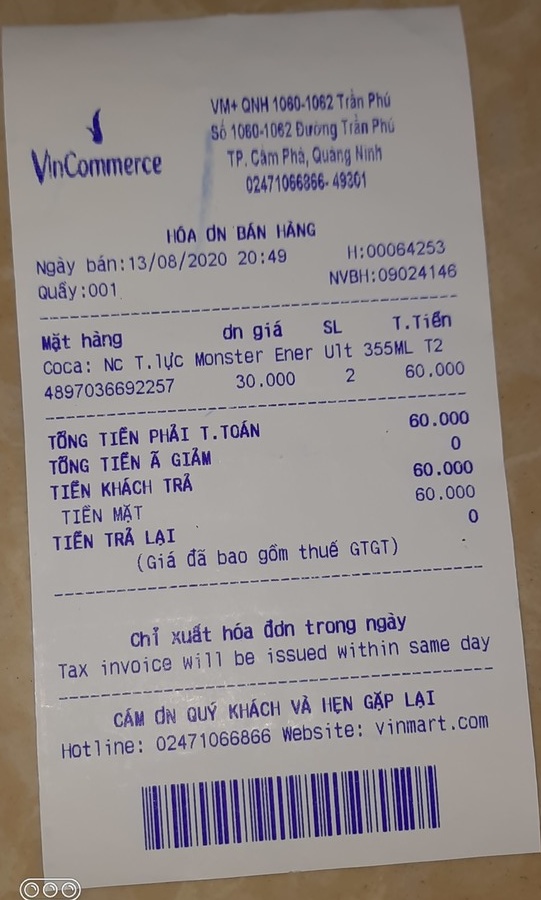 VinCommerce
VM+ QNH 1060-1062 Trần Phú
Số 1060-1062 Đường Trần Phú
TP. Cẩm Phả, Quảng Ninh
02471066866- 49301
HÓA ƠN BÁN HÀNG
Ngày bán:13/08/2020 20:49 H:00064253
Quầy:001 NVBH:09024146
Mặt hàng ơn giá SL T.Tiền
Coca: Nc T.lực Monster Ener Ult 355ML T2
4897036692257 30.000 2 60.000
TỔNG TIỀN PHẢI T.TOÁN 60.000
TỔNG TIỀN Ã GIẢM 0
TIỀN KHÁCH TRẢ 60.000
TIỀN MẶT 60.000
TIỀN TRẢ LẠI 0
(Giá đã bao gồm thuế GTGT)
Chỉ xuất hóa đơn trong ngày
Tax invoice will be issued within same day
CẢM ƠN QUÝ KHÁCH VÀ HẸN GẶP LẠI
Hotline: 02471066866 Website: vinmart.com